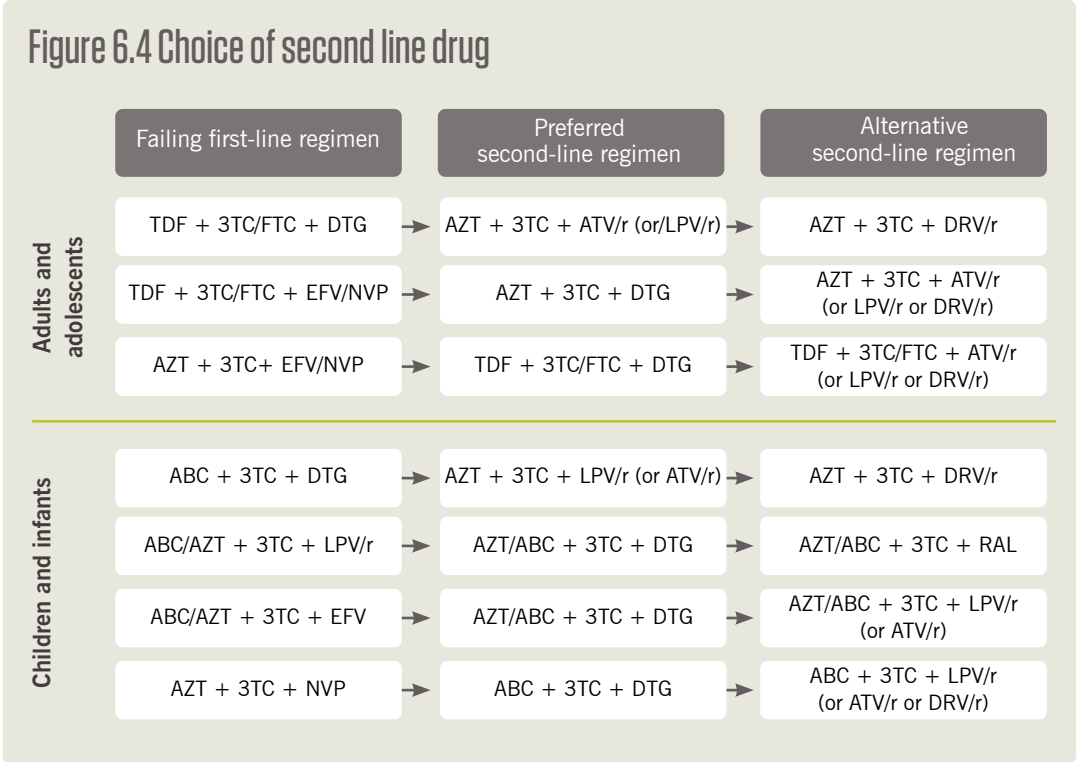 Figure 6.4 Choice of second line drug
Failing first-line regimen
Preferred
second-line regimen
Alternative
second-line regimen
Adults and
adolescents
TDF + 3TC/FTC + DTG
AZT + 3TC + ATV/r (or/LPV/r)
AZT + 3TC + DRV/r
TDF + 3TC/FTC + EFV/NVP
AZT + 3TC + DTG
AZT + 3TC + ATV/r
(or LPV/r or DRV/r)
AZT + 3TC+ EFV/NVP
TDF + 3TC/FTC + DTG
TDF + 3TC/FTC + ATV/r
(or LPV/r or DRV/r)
Children and infants
ABC + 3TC + DTG
AZT + 3TC + LPV/r (or ATV/r)
AZT + 3TC + DRV/r
ABC/AZT + 3TC + LPV/r
AZT/ABC + 3TC + DTG
AZT/ABC + 3TC + RAL
ABC/AZT + 3TC + EFV
AZT/ABC + 3TC + DTG
AZT/ABC + 3TC + LPV/r
(or ATV/r)
AZT + 3TC + NVP
ABC + 3TC + DTG
ABC + 3TC + LPV/r
(or ATV/r or DRV/r)